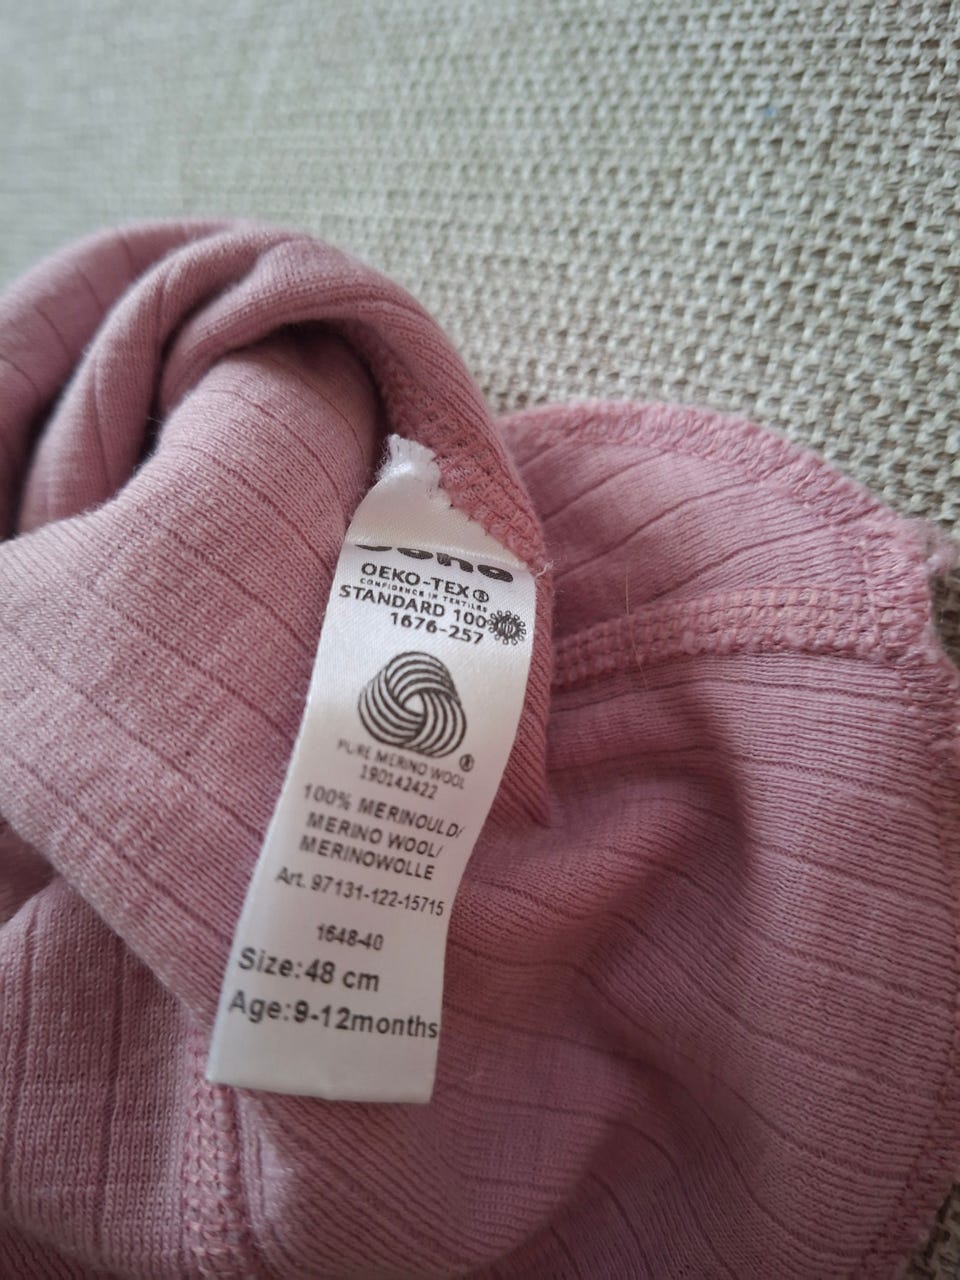 OEKO-TEX®
CONFIDENCE IN TEXTILES
STANDARD 100
1676-257
PURE MERINO WOOL
190142422
100% MERINOULD/
MERINO WOOL/
MERINOWOLLE
Art. 97131-122-15715
1648-40
Size:48 cm
Age:9-12months